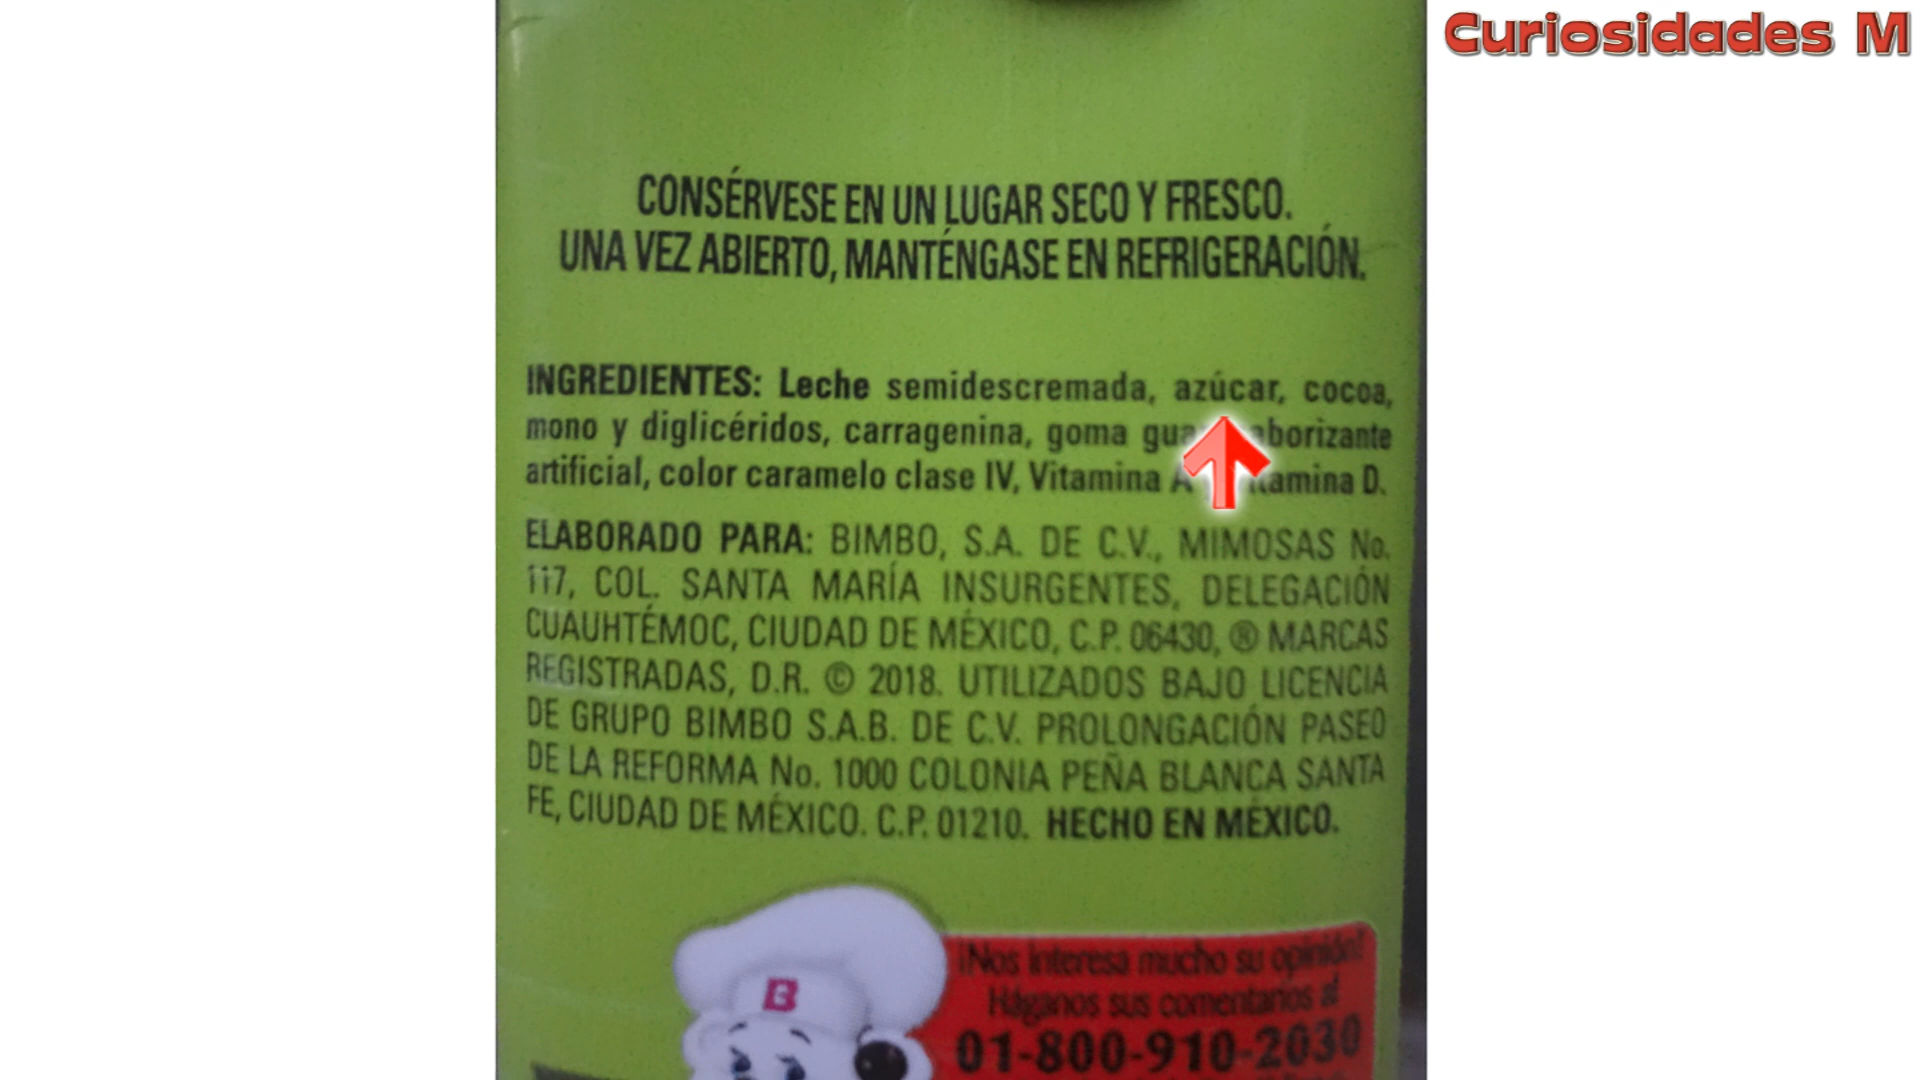 Curiosidades M
CONSÉRVESE EN UN LUGAR SECO Y FRESCO.
UNA VEZ ABIERTO, MANTÉNGASE EN REFRIGERACIÓN.
INGREDIENTES: Leche semidescremada, azúcar, cocoa,
mono y diglicéridos, carragenina, goma gua borizante
artificial, color caramelo clase IV, Vitamina A tamina D.
ELABORADO PARA: BIMBO, S.A. DE C.V., MIMOSAS No.
117, COL. SANTA MARÍA INSURGENTES, DELEGACIÓN
CUAUHTÉMOC, CIUDAD DE MÉXICO, C.P. 06430, ® MARCAS
REGISTRADAS, D.R. © 2018. UTILIZADOS BAJO LICENCIA
DE GRUPO BIMBO S.A.B. DE C.V. PROLONGACIÓN PASEO
DE LA REFORMA No. 1000 COLONIA PEÑA BLANCA SANTA
FE, CIUDAD DE MÉXICO. C.P. 01210. HECHO EN MÉXICO.
B
¡Nos interesa mucho su opinión!
Háganos sus comentarios al
01-800-910-2030